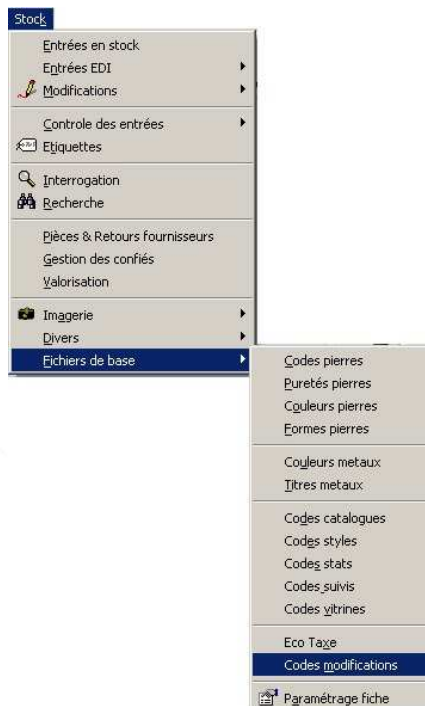 Stock
Entrées en stock
Entrées EDI
Modifications
Controle des entrées
Etiquettes
Interrogation
Recherche
Pièces & Retours fournisseurs
Gestion des confiés
Valorisation
Imagerie
Divers
Fichiers de base
Codes pierres
Puretés pierres
Couleurs pierres
Formes pierres
Couleurs metaux
Titres metaux
Codes catalogues
Codes styles
Codes stats
Codes suivis
Codes vitrines
Eco Taxe
Codes modifications
Paramétrage fiche